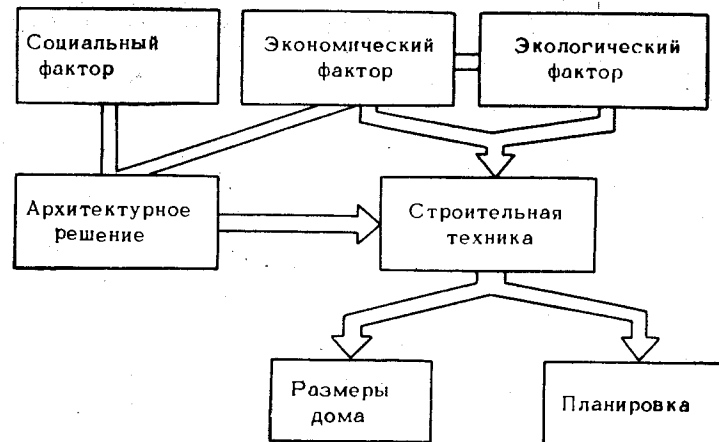 Социальный
фактор
Экономический
фактор
Экологический
фактор
Архитектурное
решение
Строительная
техника
Размеры
дома
Планировка